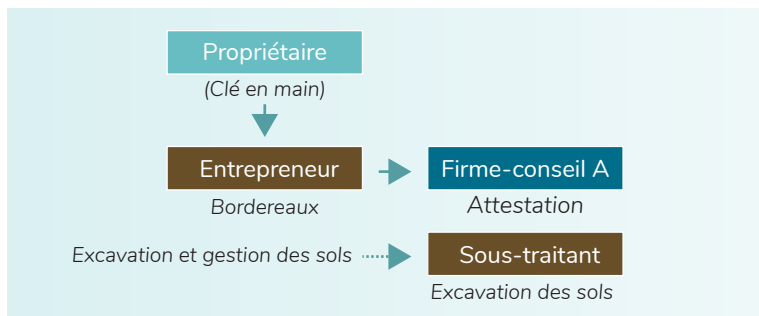 Propriétaire
(Clé en main)
Entrepreneur
Firme-conseil A
Bordereaux
Attestation
Excavation et gestion des sols
Sous-traitant
Excavation des sols